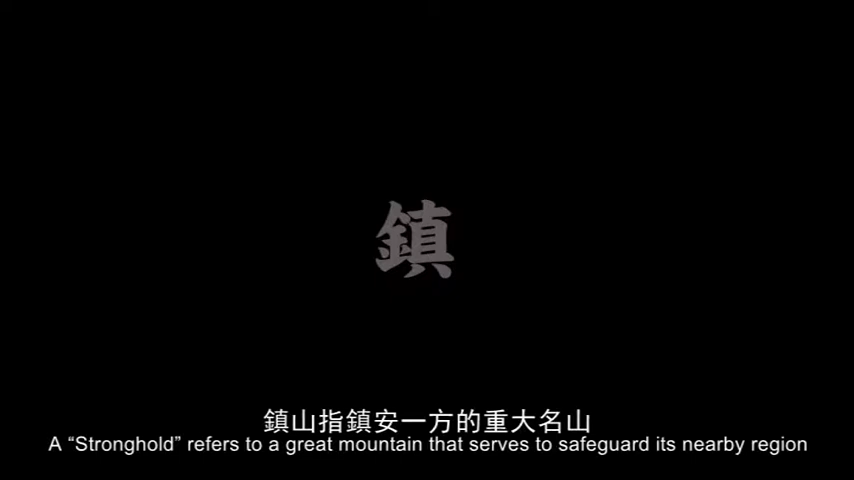 鎮
鎮山指鎮安一方的重大名山
A “Stronghold” refers to a great mountain that serves to safeguard its nearby region